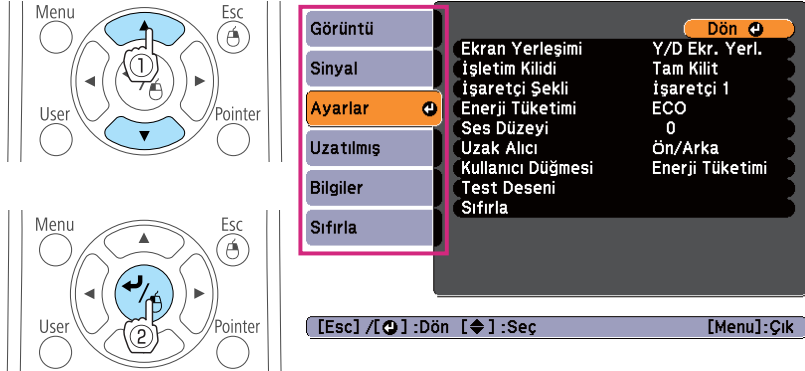 Menu
Esc
①
User
Pointer
Menu
Esc
User
②
Pointer
Görüntü
Sinyal
Ayarlar
Uzatılmış
Bilgiler
Sıfırla
Dön
Ekran Yerleşimi Y/D Ekr. Yerl.
İşletim Kilidi Tam Kilit
İşaretçi Şekli İşaretçi 1
Enerji Tüketimi ECO
Ses Düzeyi 0
Uzak Alıcı Ön/Arka
Kullanıcı Düğmesi Enerji Tüketimi
Test Deseni
Sıfırla
[Esc] /[⏎] :Dön [◆] :Seç [Menu]:Çık